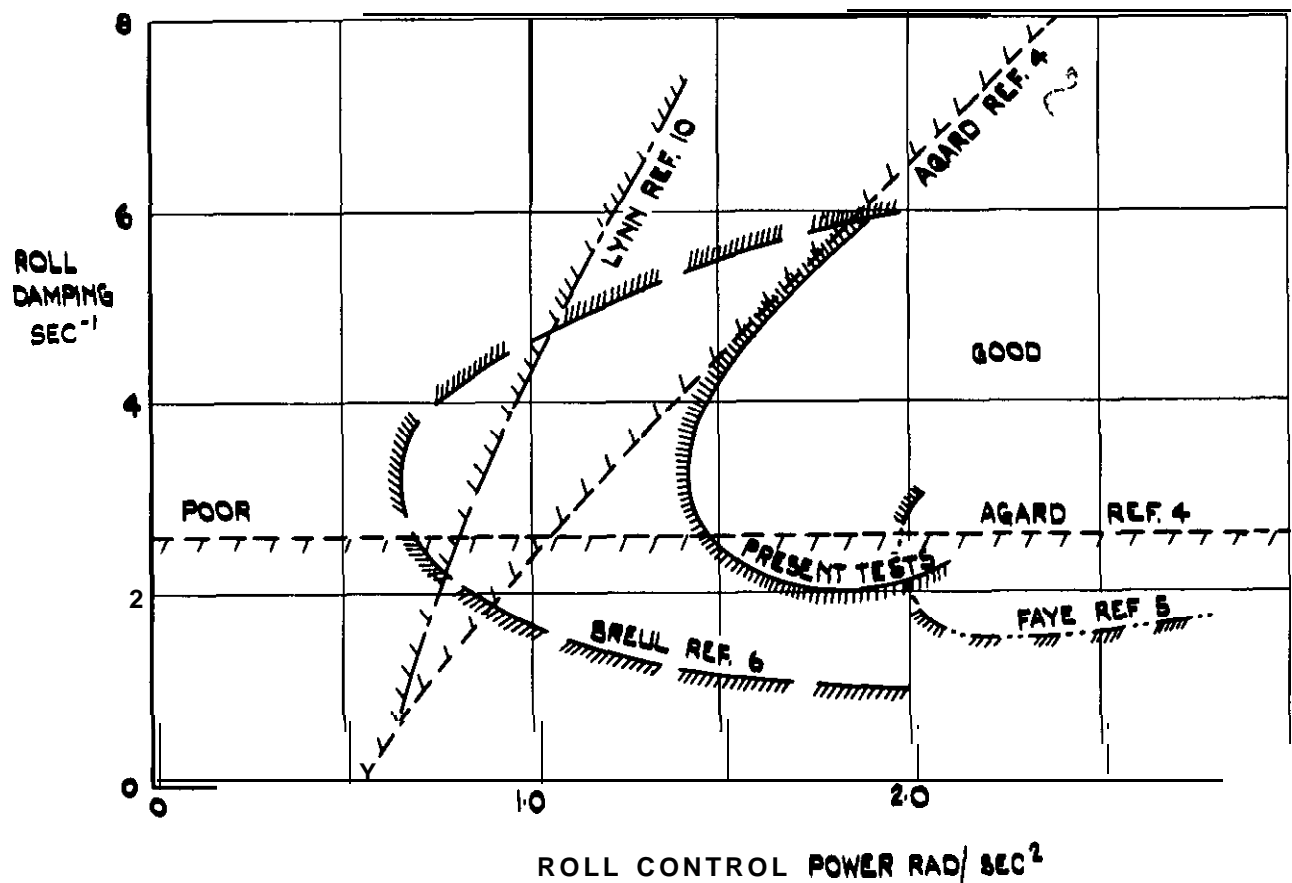 8
6
4
2
0
ROLL
DAMPING
SEC⁻¹
LYNN REF. 10
AGARD REF. 4
GOOD
POOR
AGARD REF. 4
PRESENT TESTS
FAYE REF 5
BREUL REF. 6
Y
0
1.0
2.0
ROLL CONTROL POWER RAD/ SEC²